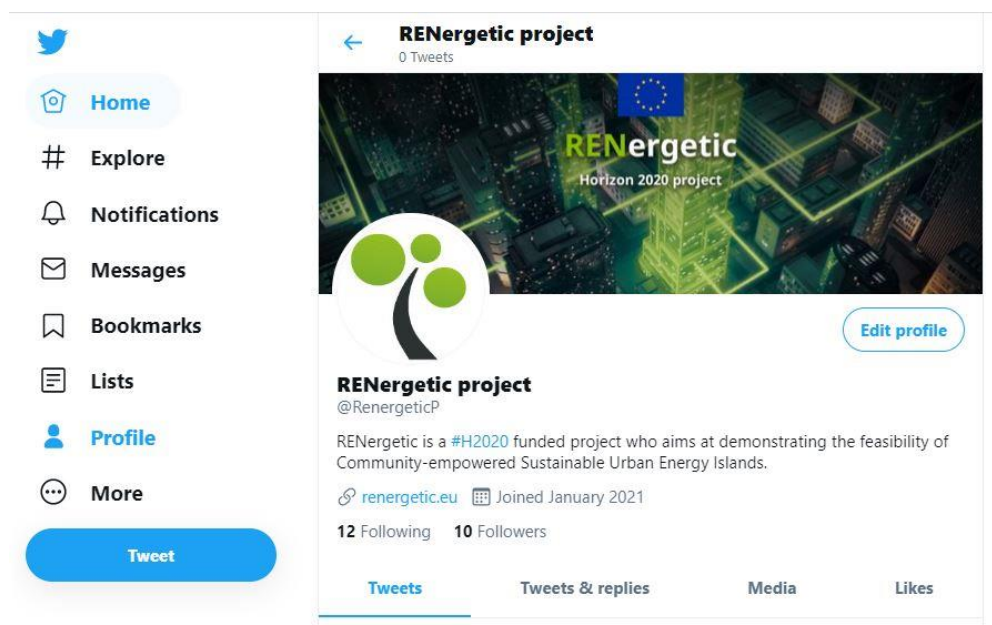 Home
Explore
Notifications
Messages
Bookmarks
Lists
Profile
More
Tweet
RENergetic project
0 Tweets
RENergetic
Horizon 2020 project
Edit profile
RENergetic project
@RenergeticP
RENergetic is a #H2020 funded project who aims at demonstrating the feasibility of
Community-empowered Sustainable Urban Energy Islands.
renergetic.eu Joined January 2021
12 Following 10 Followers
Tweets Tweets & replies Media Likes